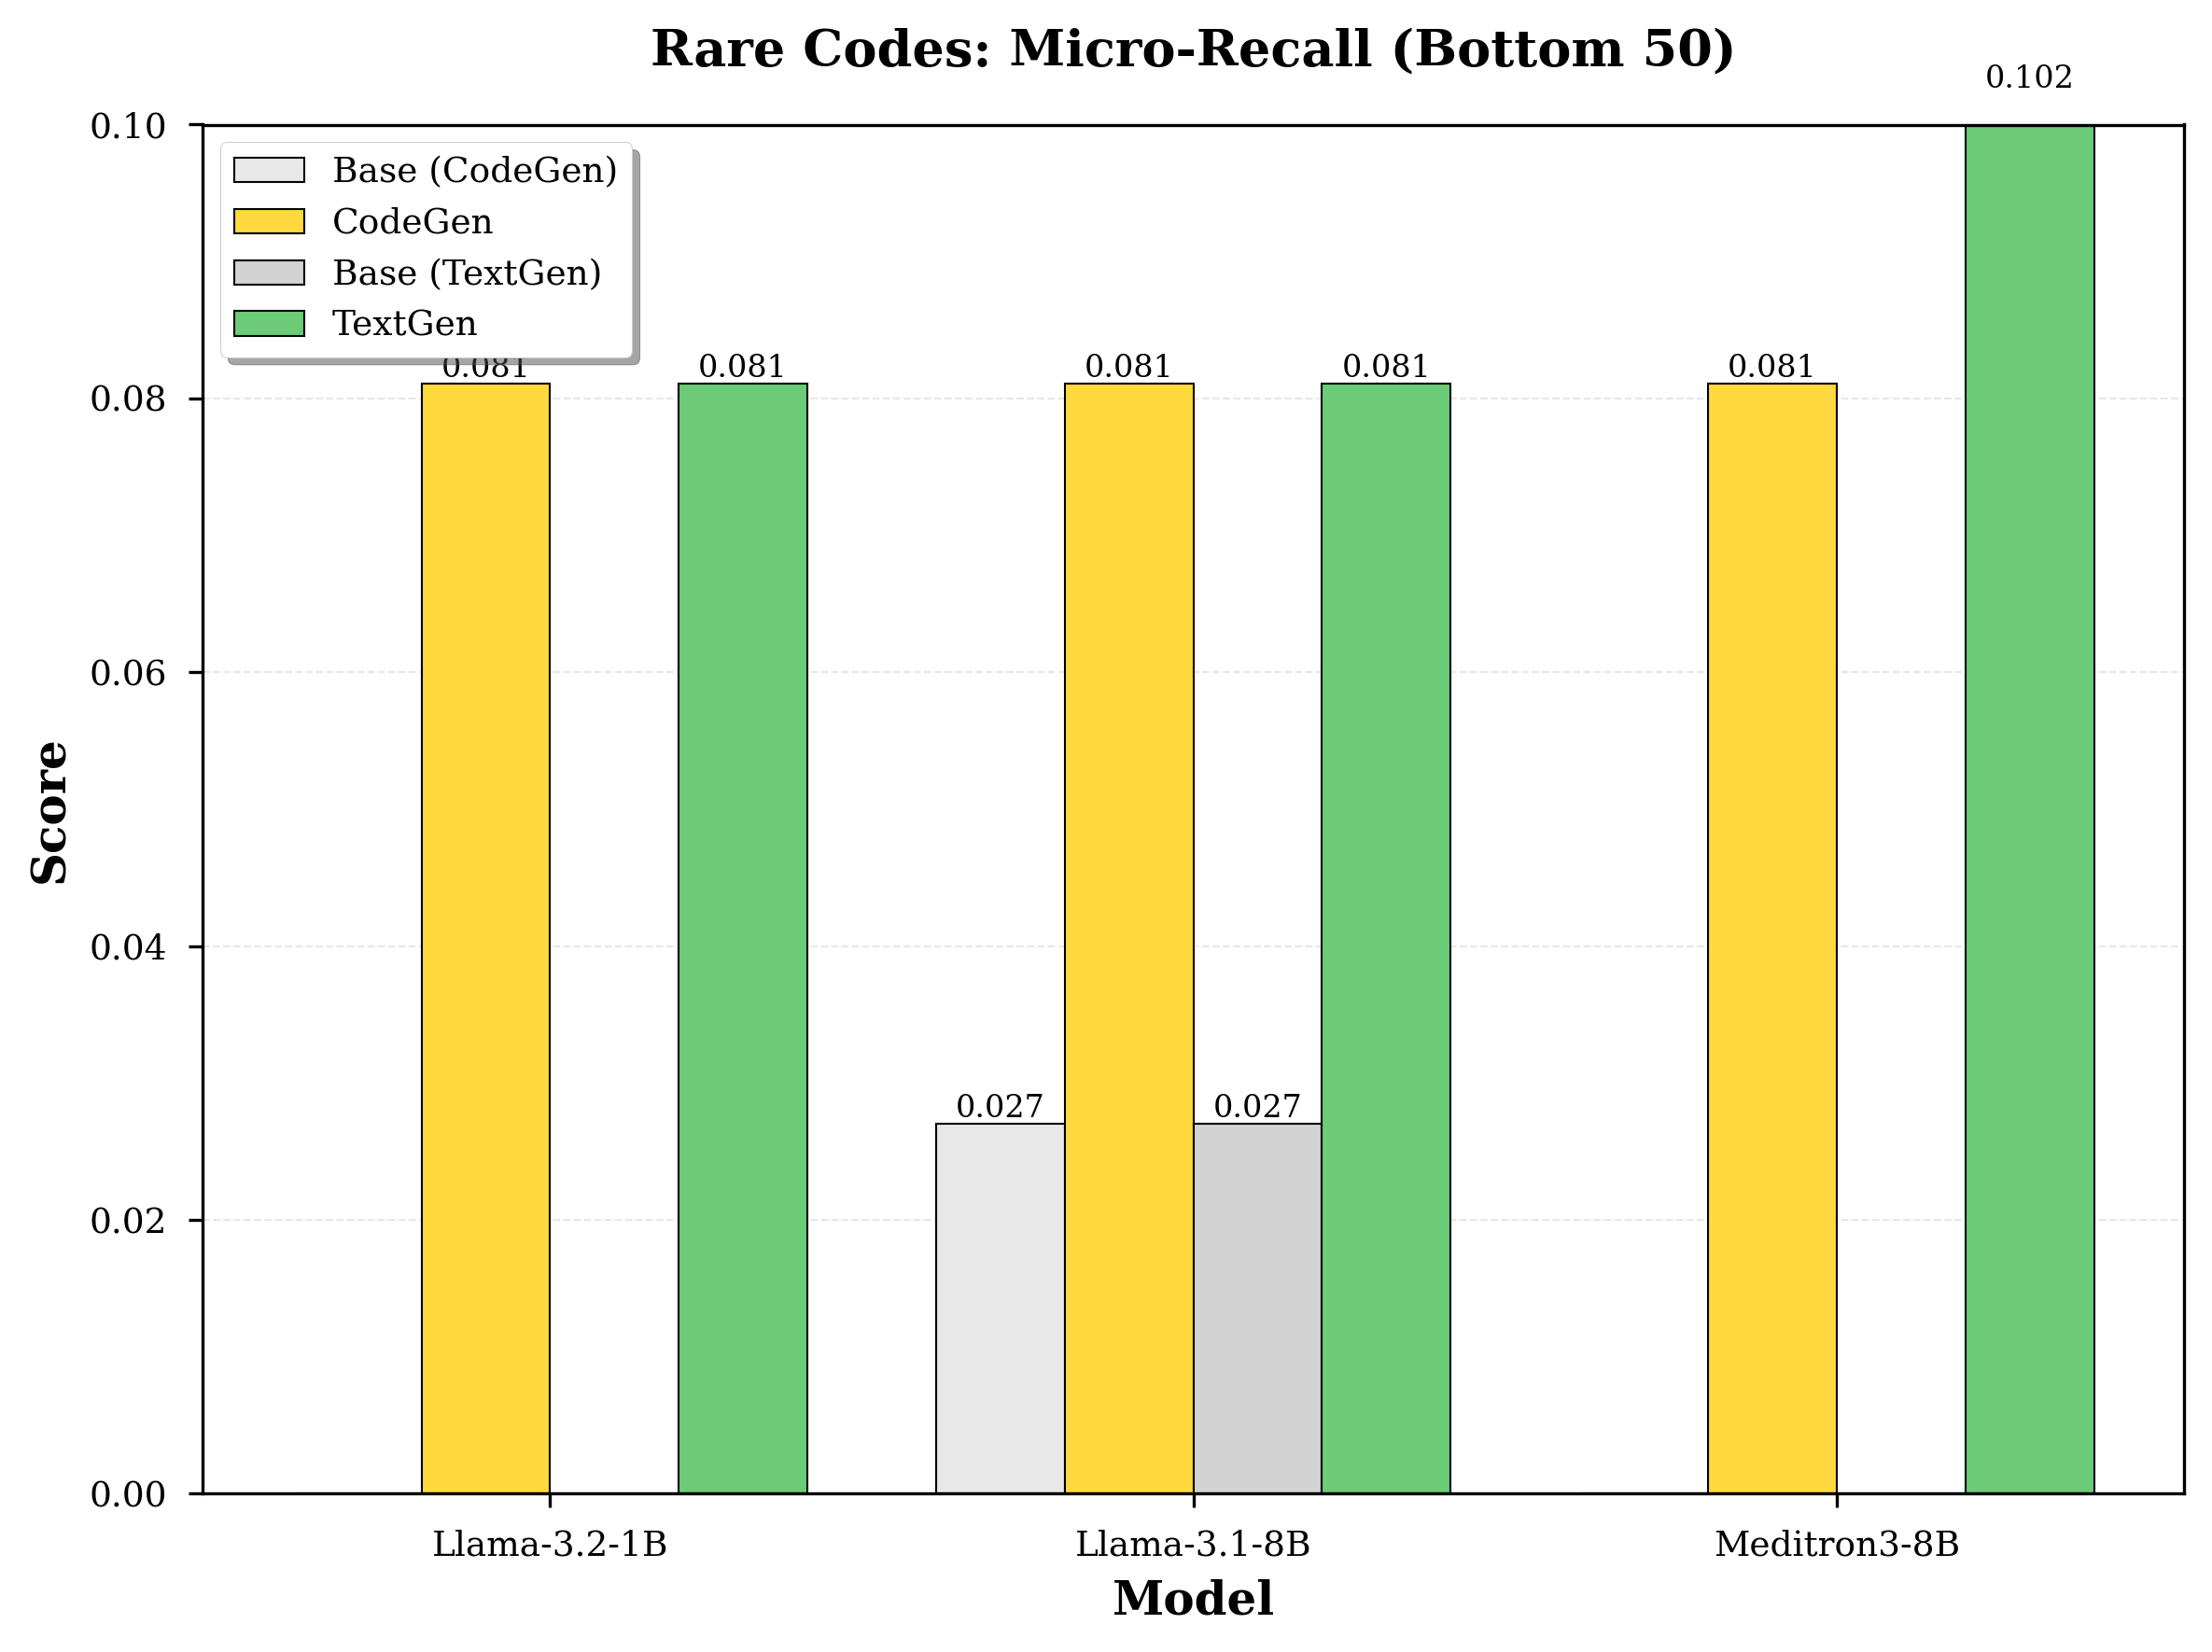 Rare Codes: Micro-Recall (Bottom 50)
0.102
0.10
Base (CodeGen)
CodeGen
Base (TextGen)
TextGen
0.081 0.081 0.081 0.081 0.081
0.08
0.06
Score
0.04
0.027 0.027
0.02
0.00
Llama-3.2-1B Llama-3.1-8B Meditron3-8B
Model